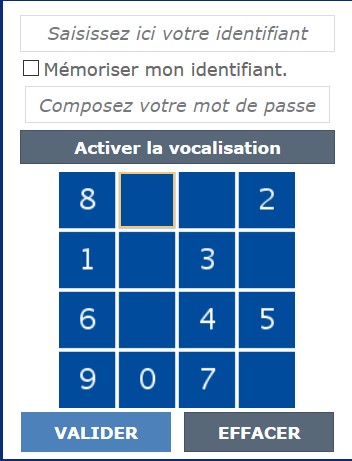 Saisissez ici votre identifiant
Mémoriser mon identifiant.
Composez votre mot de passe
Activer la vocalisation
8 2
1 3
6 4 5
9 0 7
VALIDER EFFACER